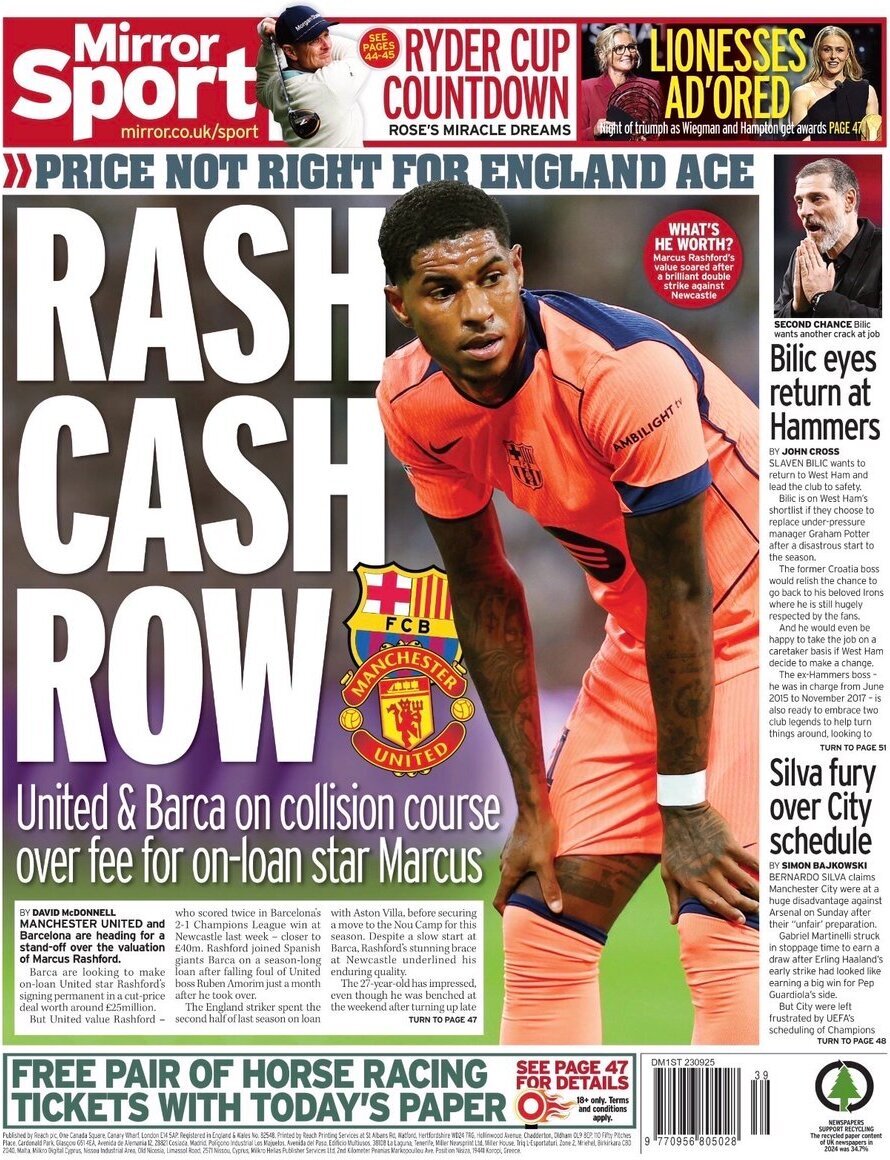 Mirror
Sport
mirror.co.uk/sport
SEE
PAGES
44-45
RYDER CUP
COUNTDOWN
ROSE'S MIRACLE DREAMS
LIONESSES
AD'ORED
Night of triumph as Wiegman and Hampton get awards PAGE 47
PRICE NOT RIGHT FOR ENGLAND ACE
RASH
CASH
ROW
WHAT'S
HE WORTH?
Marcus Rashford's
value soared after
a brilliant double
strike against
Newcastle
AMBILIGHT tv
FCB
MANCHESTER
UNITED
United & Barca on collision course
over fee for on-loan star Marcus
BY DAVID McDONNELL
MANCHESTER UNITED and
Barcelona are heading for a
stand-off over the valuation
of Marcus Rashford.
Barca are looking to make
on-loan United star Rashford's
signing permanent in a cut-price
deal worth around £25million.
But United value Rashford –
who scored twice in Barcelona's
2-1 Champions League win at
Newcastle last week – closer to
£40m. Rashford joined Spanish
giants Barca on a season-long
loan after falling foul of United
boss Ruben Amorim just a month
after he took over.
The England striker spent the
second half of last season on loan
with Aston Villa, before securing
a move to the Nou Camp for this
season. Despite a slow start at
Barca, Rashford's stunning brace
at Newcastle underlined his
enduring quality.
The 27-year-old has impressed,
even though he was benched at
the weekend after turning up late
TURN TO PAGE 47
SECOND CHANCE Bilic
wants another crack at job
Bilic eyes
return at
Hammers
BY JOHN CROSS
SLAVEN BILIC wants to
return to West Ham and
lead the club to safety.
Bilic is on West Ham's
shortlist if they choose to
replace under-pressure
manager Graham Potter
after a disastrous start to
the season.
The former Croatia boss
would relish the chance to
go back to his beloved Irons
where he is still hugely
respected by the fans.
And he would even be
happy to take the job on a
caretaker basis if West Ham
decide to make a change.
The ex-Hammers boss –
he was in charge from June
2015 to November 2017 – is
also ready to embrace two
club legends to help turn
things around, looking to
TURN TO PAGE 51
Silva fury
over City
schedule
BY SIMON BAJKOWSKI
BERNARDO SILVA claims
Manchester City were at a
huge disadvantage against
Arsenal on Sunday after
their "unfair' preparation.
Gabriel Martinelli struck
in stoppage time to earn a
draw after Erling Haaland's
early strike had looked like
earning a big win for Pep
Guardiola's side.
But City were left
frustrated by UEFA's
scheduling of Champions
TURN TO PAGE 48
FREE PAIR OF HORSE RACING
TICKETS WITH TODAY'S PAPER
SEE PAGE 47
FOR DETAILS
18+ only. Terms
and conditions
apply.
DM1ST 230925
39
9 770956 805028
NEWSPAPERS
SUPPORT
RECYCLING
The recycled paper
content of UK newspapers in
2024 was 34.7%